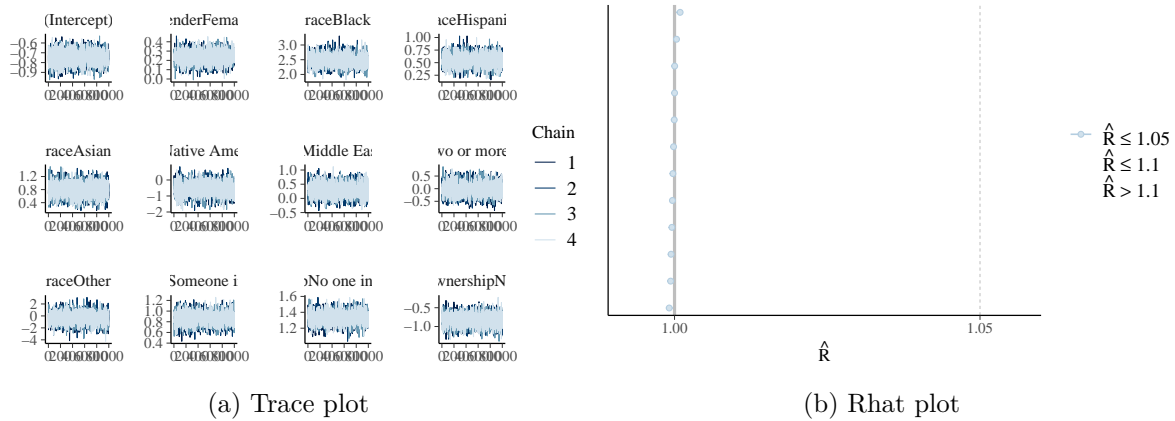 (Intercept)
enderFema
raceBlack
aceHispani
−0.6
−0.7
−0.8
−0.9
0.4
0.3
0.2
0.1
0.0
3.0
2.5
2.0
1.00
0.75
0.50
0.25
raceAsian
Native Ame
Middle Eas
wo or more
1.2
0.8
0.4
0
−1
−2
1.0
0.5
0.0
−0.5
0.5
0.0
−0.5
raceOther
Someone i
No one in
wnershipN
2
0
−2
−4
1.2
1.0
0.8
0.6
0.4
1.6
1.4
1.2
−0.5
−1.0
Chain
1
2
3
4
(a) Trace plot
1.00
1.05
R̂
R̂ ≤ 1.05
R̂ ≤ 1.1
R̂ > 1.1
(b) Rhat plot